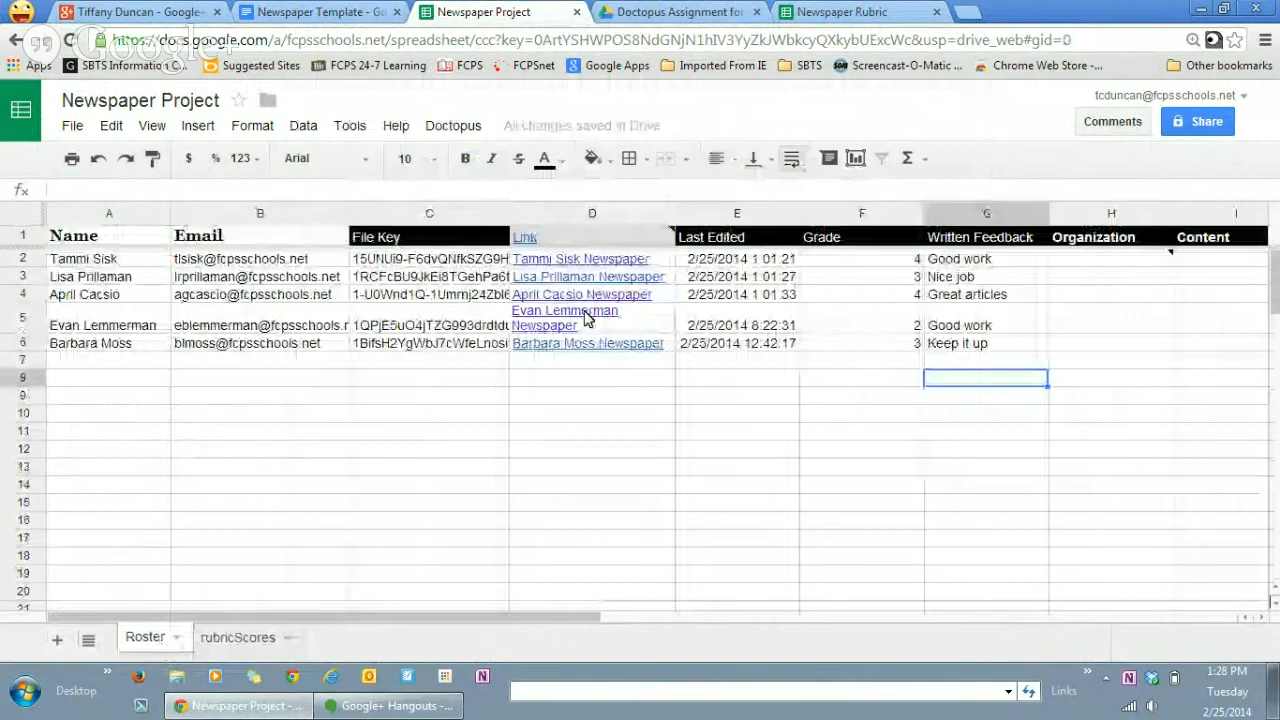 Tiffany Duncan - Google+
Newspaper Template - Go
Newspaper Project
Doctopus Assignment for
Newspaper Rubric
https://docs.google.com/a/fcpsschools.net/spreadsheet/ccc?key=0ArtYSHWPOS8NdGNjN1hIV3YyZkJWbkcyQXkybUExcWc&usp=drive_web#gid=0
Apps
SBTS Information C
Suggested Sites
FCPS 24-7 Learning
FCPS
FCPSnet
Google Apps
Imported From IE
SBTS
Screencast-O-Matic ...
Chrome Web Store -...
Other bookmarks
Google+
Newspaper Project
tcduncan@fcpsschools.net
File Edit View Insert Format Data Tools Help Doctopus All changes saved in Drive
Comments
Share
$ % 123 Arial 10 B I S A Σ
fx
A B C D E F G H I
1 Name Email File Key Link Last Edited Grade Written Feedback Organization Content
2 Tammi Sisk tlsisk@fcpsschools.net 15UNUi9-F6dvQNfkSZG9H Tammi Sisk Newspaper 2/25/2014 1 01 21 4 Good work
3 Lisa Prillaman lrprillaman@fcpsschools.net 1RCFcBU9JkEi8TGehPa6f Lisa Prillaman Newspaper 2/25/2014 1 01 27 3 Nice job
4 April Cacsio agcascio@fcpsschools.net 1-U0Wnd1Q-1Umrnj24Zbl6 April Cacsio Newspaper 2/25/2014 1 01 33 4 Great articles
5 Evan Lemmerman eblemmerman@fcpsschools.r 1QPjE5uO4jTZG993drdtdu Evan Lemmerman Newspaper 2/25/2014 8:22:31 2 Good work
6 Barbara Moss blmoss@fcpsschools.net 1BifsH2YgWbJ7cWfeLnosi Barbara Moss Newspaper 2/25/2014 12:42:17 3 Keep it up
7
8
9
10
11
12
13
14
15
16
17
18
19
20
21
Roster
rubricScores
Desktop
1:28 PM
Links
Tuesday
Newspaper Project -...
Google+ Hangouts -...
2/25/2014